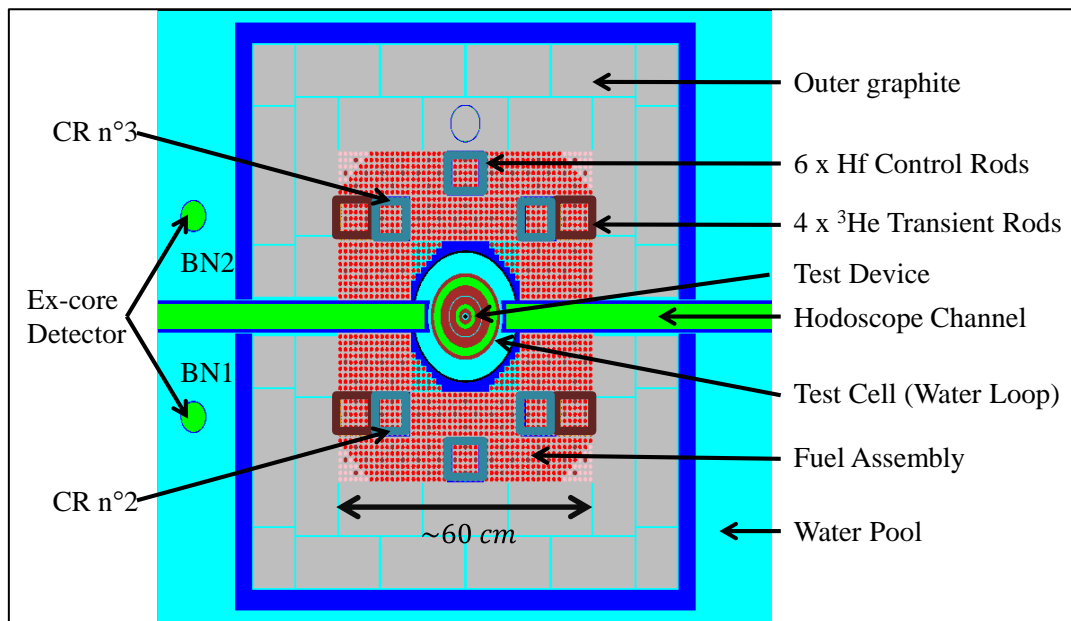 Outer graphite
CR n°3
6 x Hf Control Rods
4 x ³He Transient Rods
BN2
Test Device
Ex-core
Detector
Hodoscope Channel
BN1
Test Cell (Water Loop)
Fuel Assembly
CR n°2
~60 cm
Water Pool